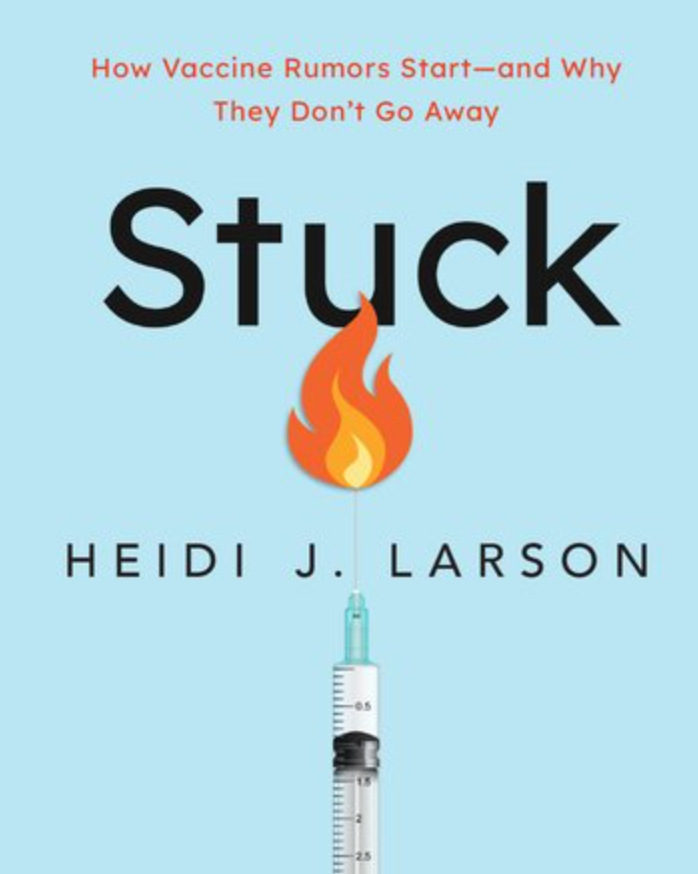 How Vaccine Rumors Start—and Why
They Don't Go Away
Stuck
HEIDI J. LARSON
0.5
1.5
2
2.5